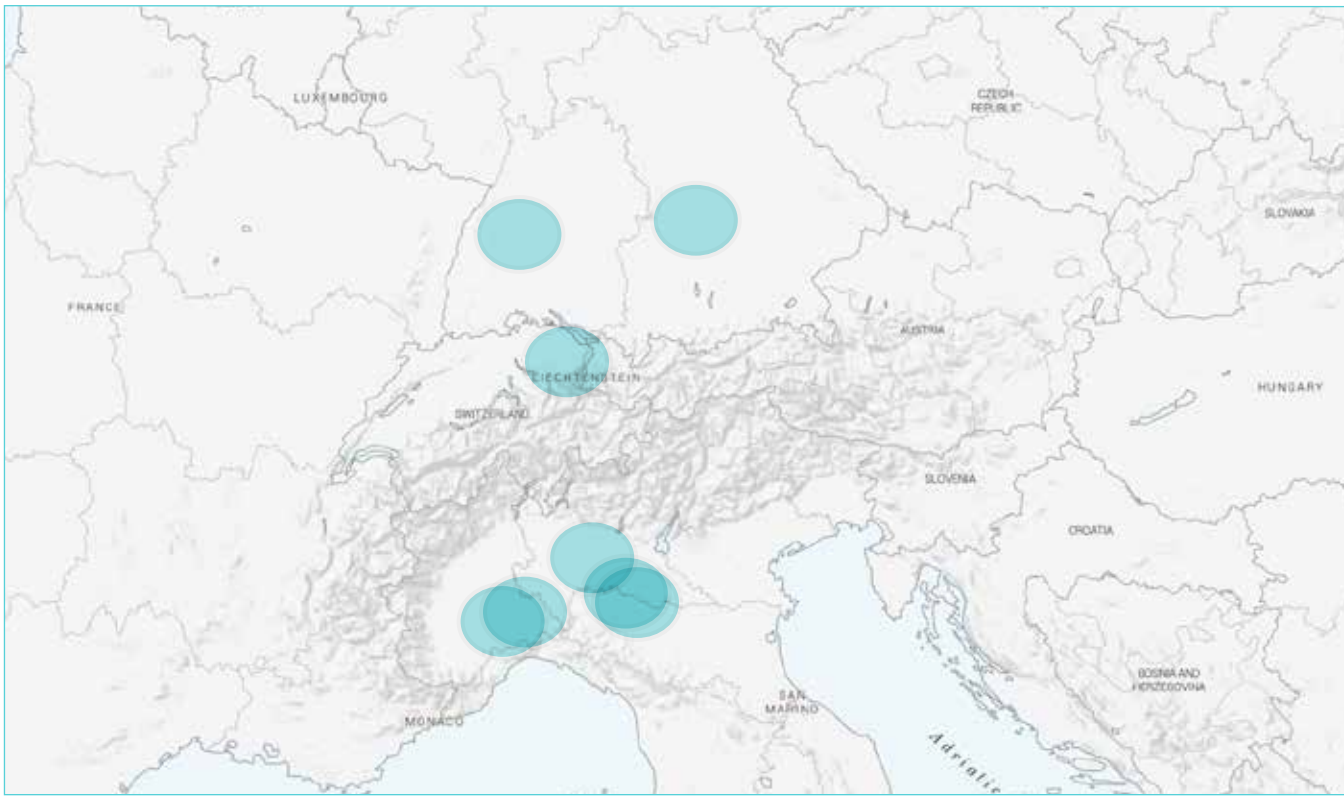 LUXEMBOURG
CZECH
REPUBLIC
SLOVAKIA
FRANCE
AUSTRIA
LIECHTENSTEIN
HUNGARY
SWITZERLAND
SLOVENIA
CROATIA
BOSNIA AND
HERZEGOVINA
SAN
MARINO
MONACO
Adriatic